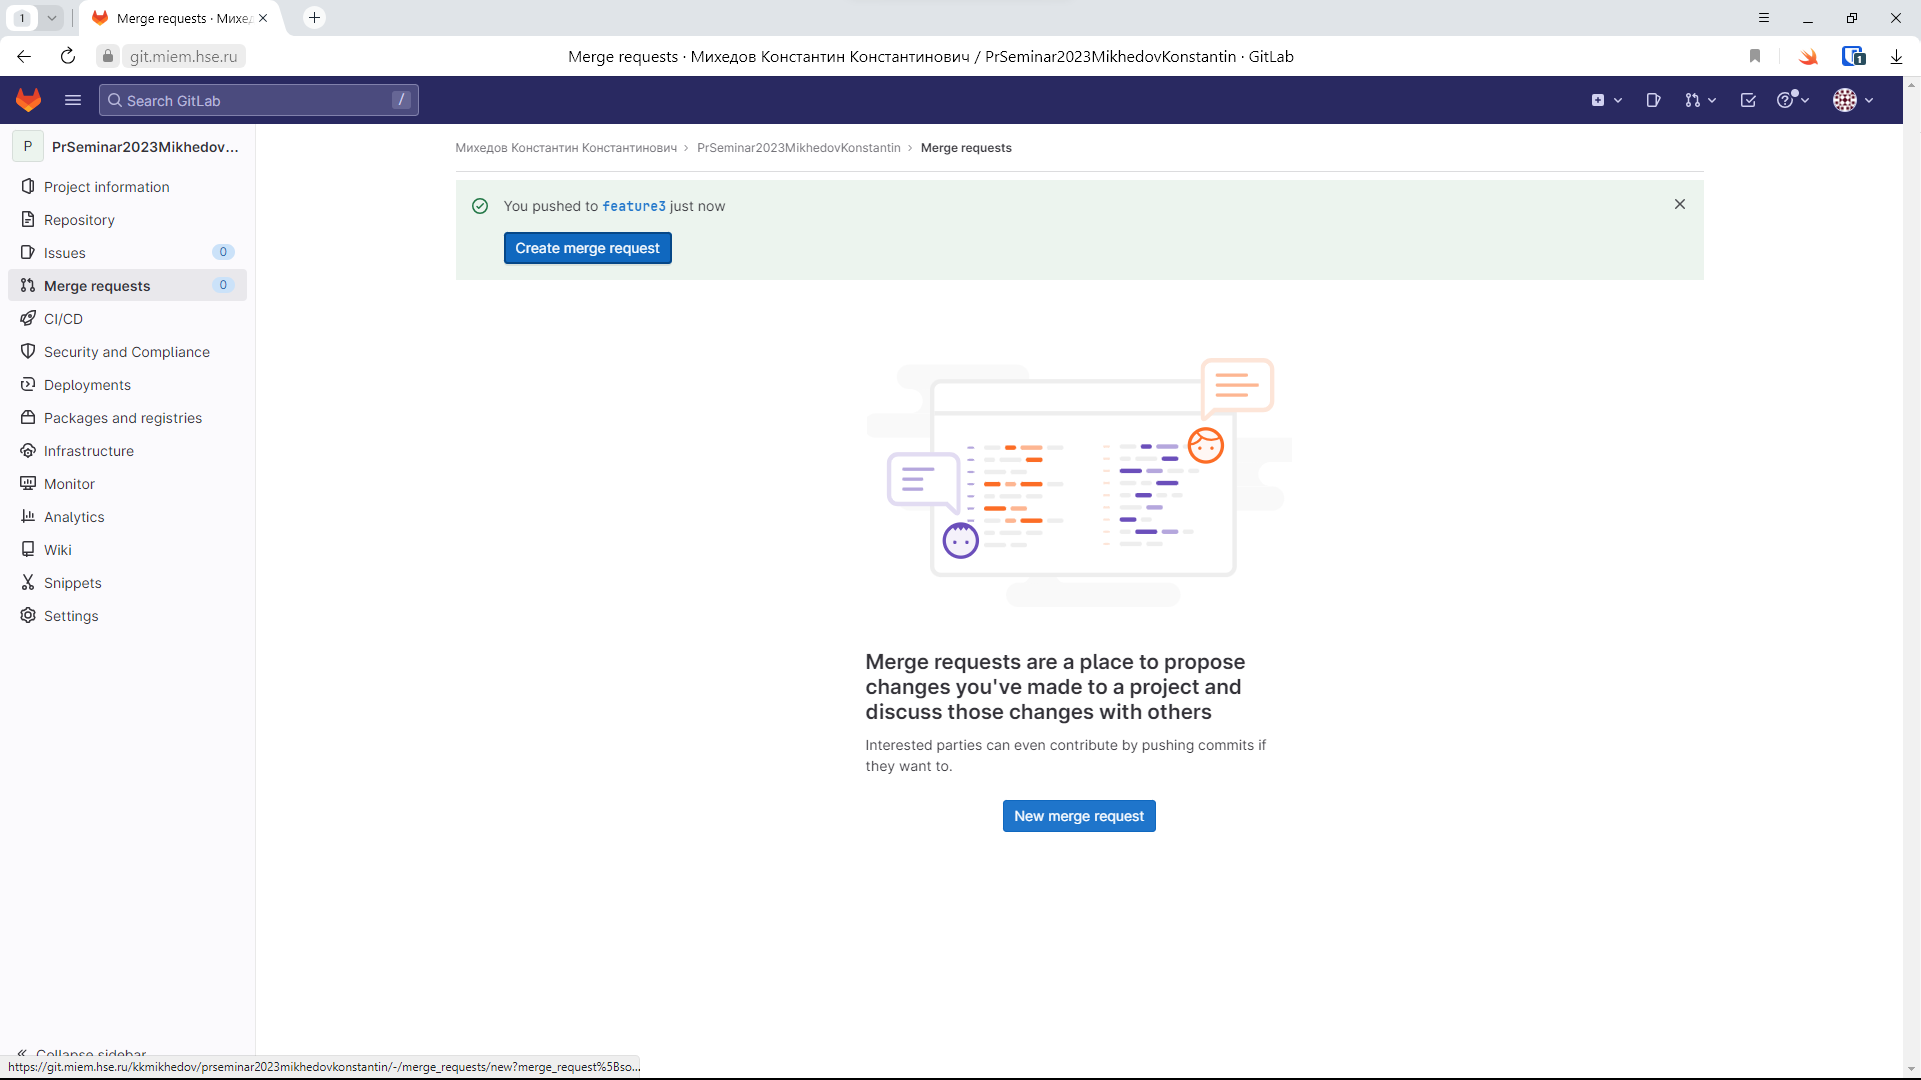 1
Merge requests · Михе
git.miem.hse.ru
Merge requests · Михедов Константин Константинович / PrSeminar2023MikhedovKonstantin · GitLab
1
Search GitLab /
P PrSeminar2023Mikhedov...
Project information
Repository
Issues 0
Merge requests 0
CI/CD
Security and Compliance
Deployments
Packages and registries
Infrastructure
Monitor
Analytics
Wiki
Snippets
Settings
Collapse sidebar
Михедов Константин Константинович › PrSeminar2023MikhedovKonstantin › Merge requests
You pushed to feature3 just now
Create merge request
Merge requests are a place to propose
changes you've made to a project and
discuss those changes with others
Interested parties can even contribute by pushing commits if
they want to.
New merge request
https://git.miem.hse.ru/kkmikhedov/prseminar2023mikhedovkonstantin/-/merge_requests/new?merge_request%5Bso...